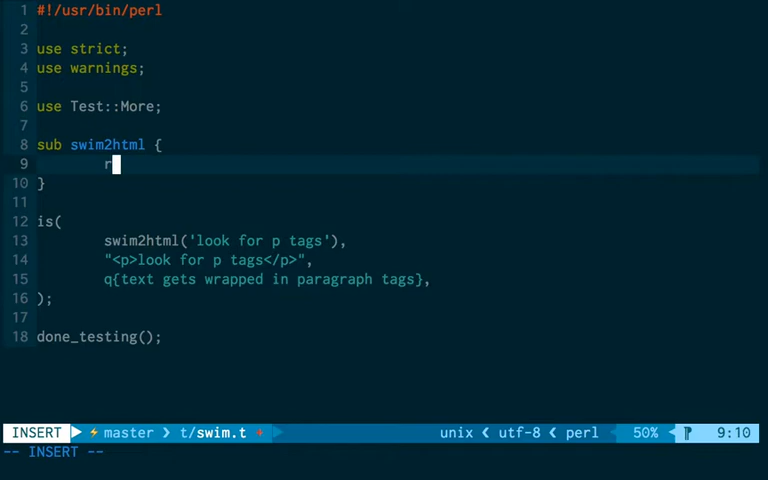 1 #!/usr/bin/perl
2
3 use strict;
4 use warnings;
5
6 use Test::More;
7
8 sub swim2html {
9 r
10 }
11
12 is(
13 swim2html('look for p tags'),
14 "<p>look for p tags</p>",
15 q{text gets wrapped in paragraph tags},
16 );
17
18 done_testing();
INSERT master t/swim.t + unix utf-8 perl 50% 9:10
-- INSERT --